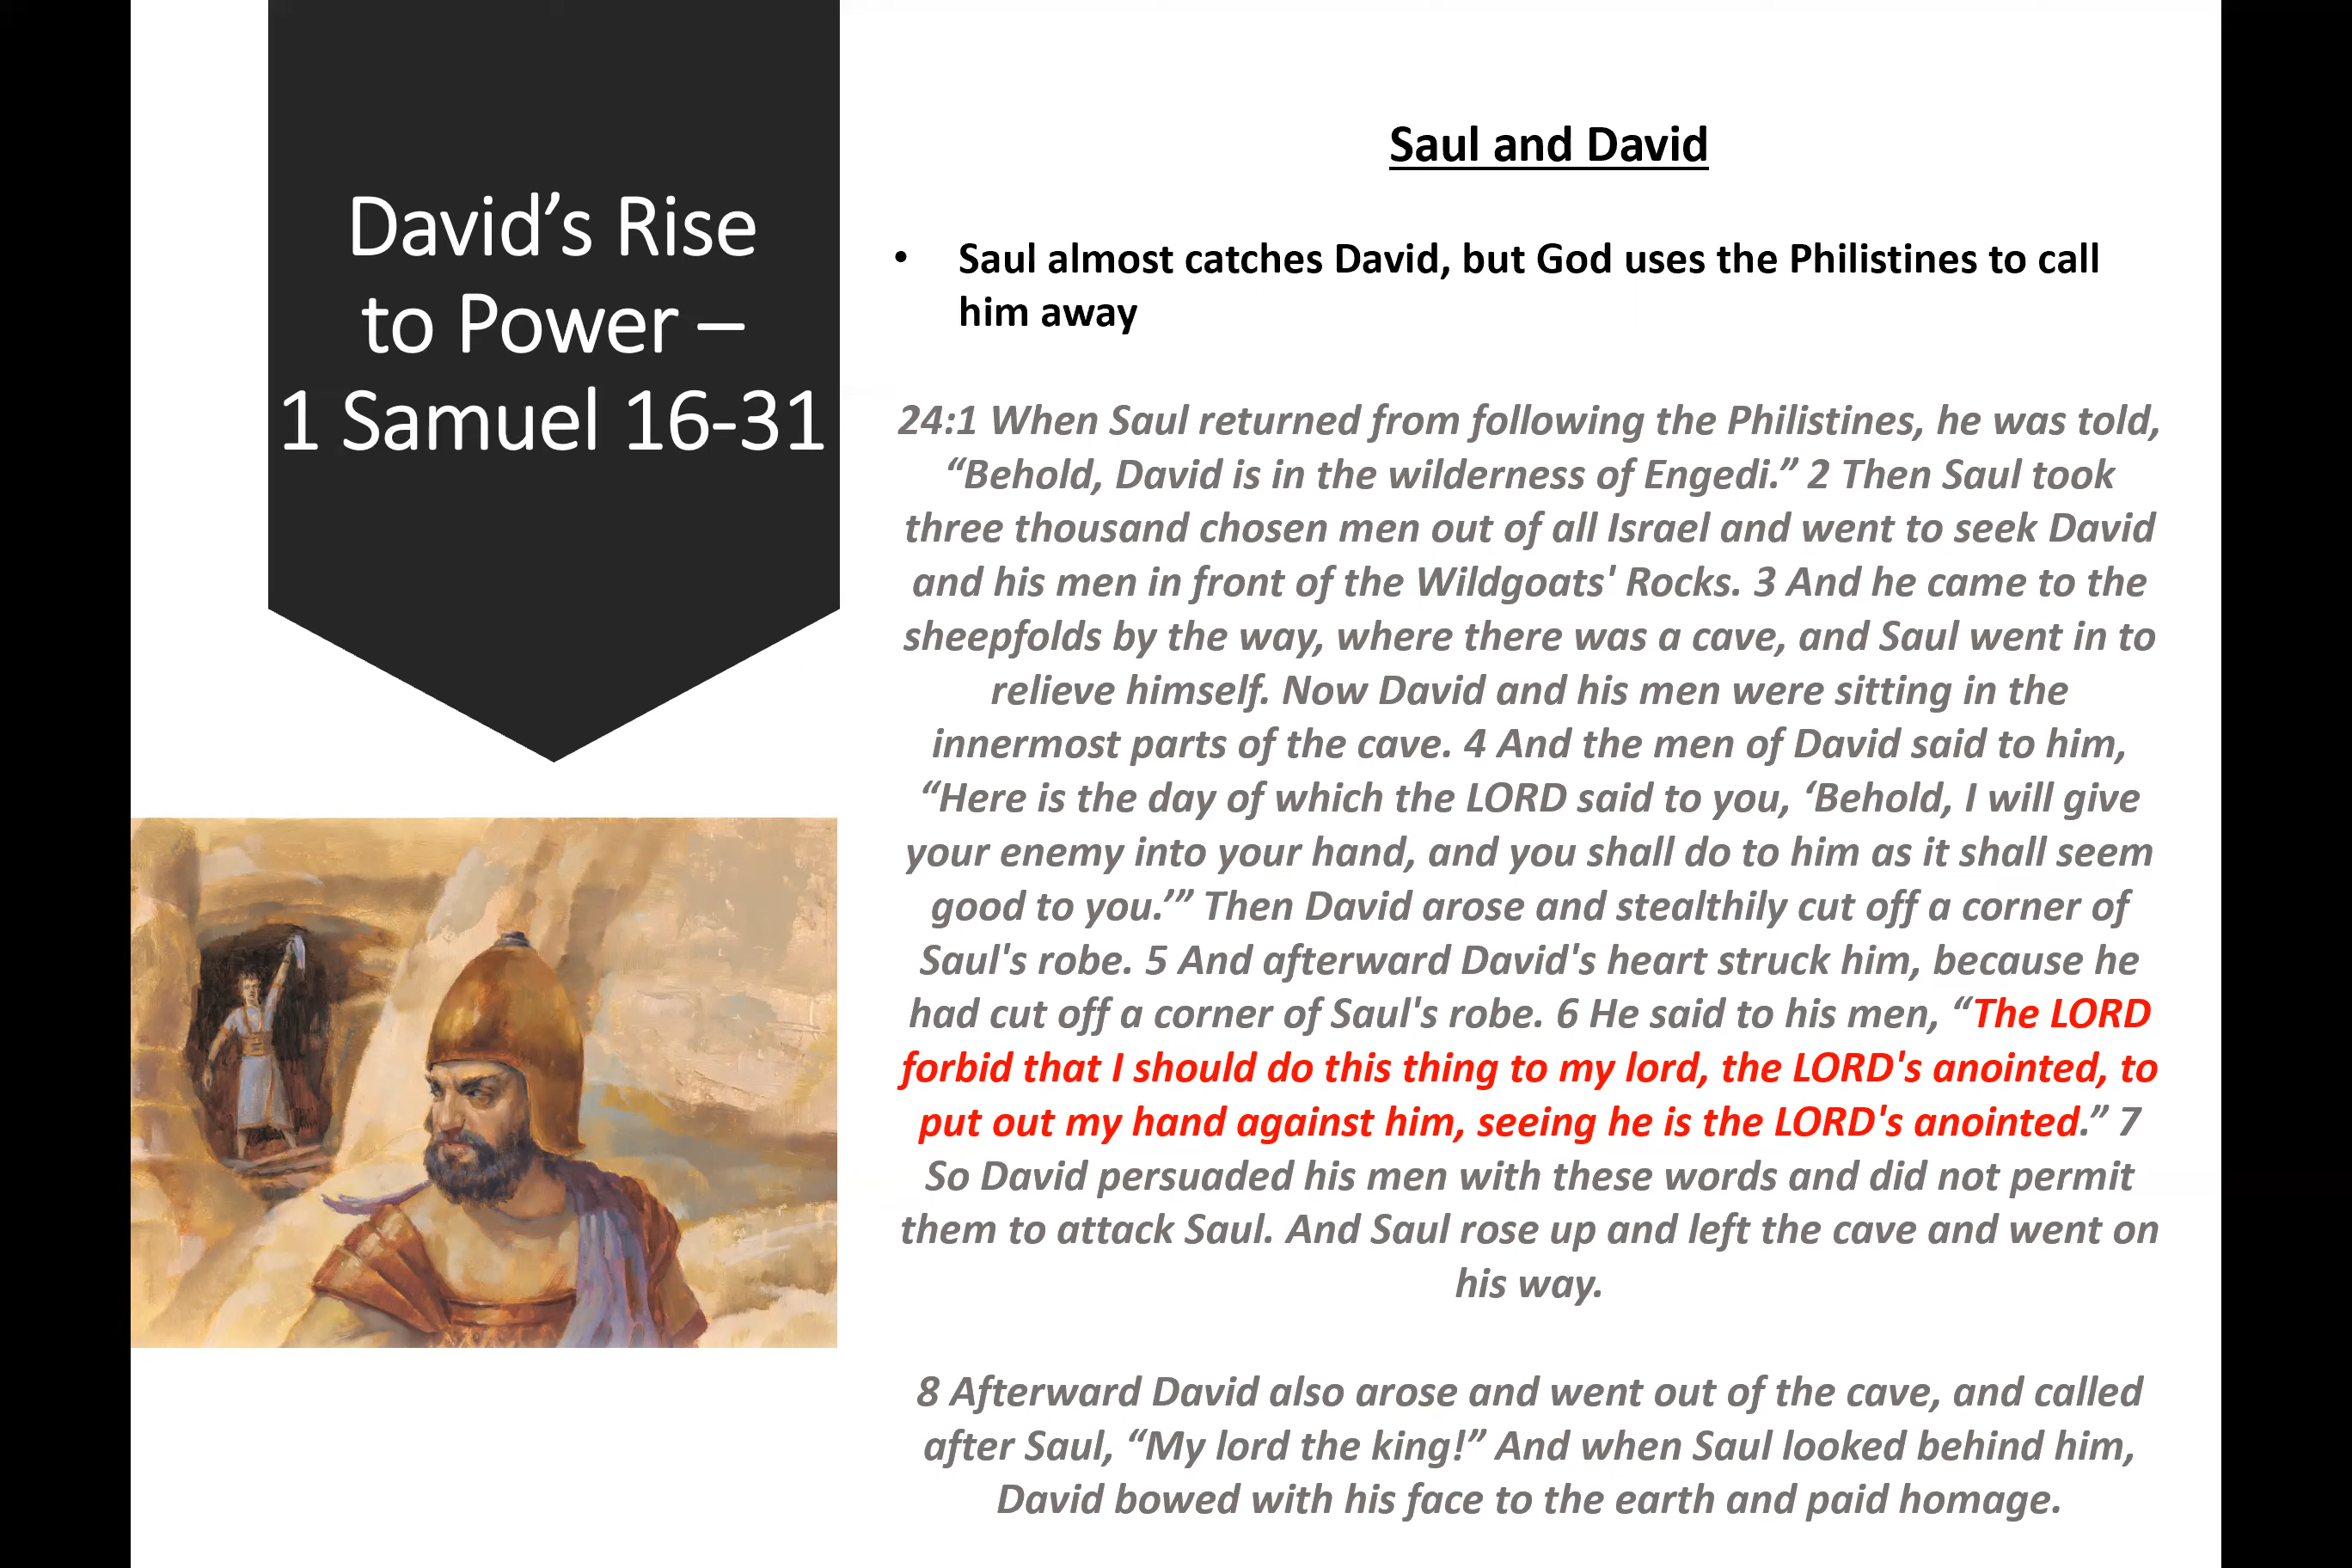 David’s Rise
to Power –
1 Samuel 16-31
Saul and David
• Saul almost catches David, but God uses the Philistines to call
him away
24:1 When Saul returned from following the Philistines, he was told,
“Behold, David is in the wilderness of Engedi.” 2 Then Saul took
three thousand chosen men out of all Israel and went to seek David
and his men in front of the Wildgoats' Rocks. 3 And he came to the
sheepfolds by the way, where there was a cave, and Saul went in to
relieve himself. Now David and his men were sitting in the
innermost parts of the cave. 4 And the men of David said to him,
“Here is the day of which the LORD said to you, ‘Behold, I will give
your enemy into your hand, and you shall do to him as it shall seem
good to you.’” Then David arose and stealthily cut off a corner of
Saul's robe. 5 And afterward David's heart struck him, because he
had cut off a corner of Saul's robe. 6 He said to his men, “The LORD
forbid that I should do this thing to my lord, the LORD's anointed, to
put out my hand against him, seeing he is the LORD's anointed.” 7
So David persuaded his men with these words and did not permit
them to attack Saul. And Saul rose up and left the cave and went on
his way.
8 Afterward David also arose and went out of the cave, and called
after Saul, “My lord the king!” And when Saul looked behind him,
David bowed with his face to the earth and paid homage.